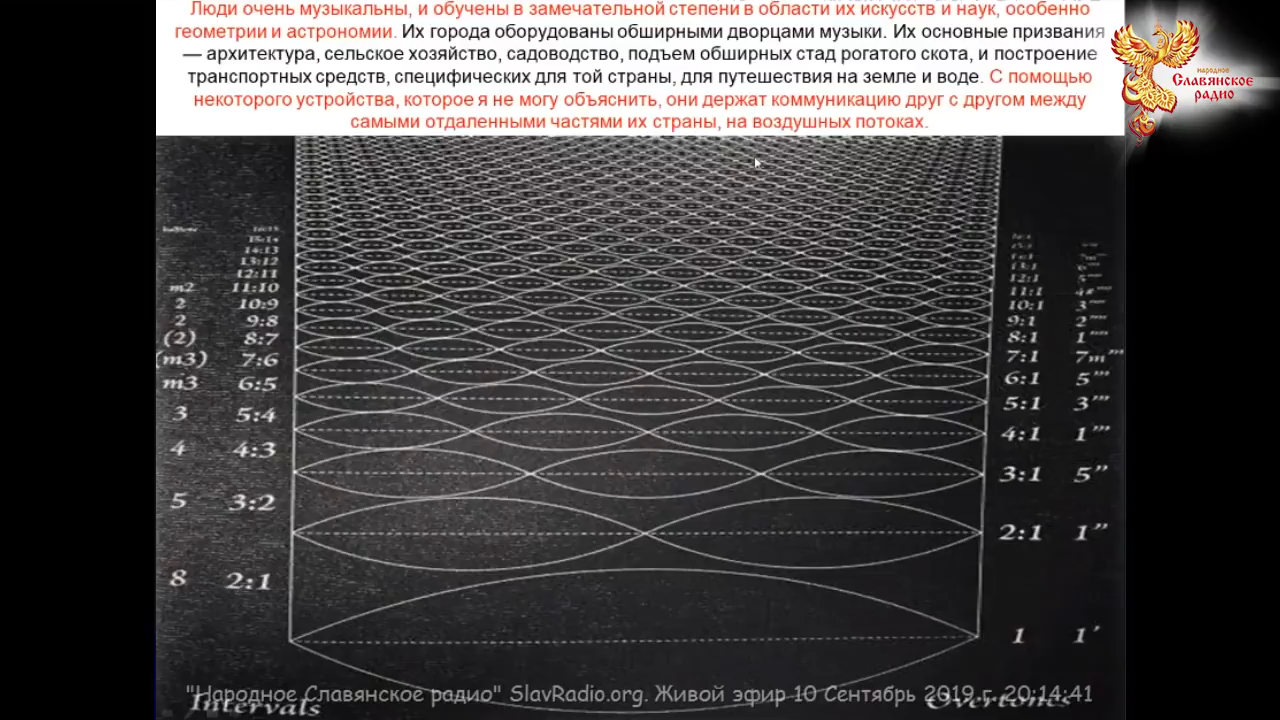 Люди очень музыкальны, и обучены в замечательной степени в области их искусств и наук, особенно
геометрии и астрономии. Их города оборудованы обширными дворцами музыки. Их основные призвания
— архитектура, сельское хозяйство, садоводство, подъем обширных стад рогатого скота, и построение
транспортных средств, специфических для той страны, для путешествия на земле и воде. С помощью
некоторого устройства, которое я не могу объяснить, они держат коммуникацию друг с другом между
самыми отдаленными частями их страны, на воздушных потоках.
народное
Славянское
радио
14:13
13:12
12:11 12:1
m2 11:10 11:1
2 10:9 10:1
2 9:8 9:1
(2) 8:7 8:1
(m3) 7:6 7:1
m3 6:5 6:1 5'''
3 5:4 5:1 3'''
4 4:3 4:1 1'''
5 3:2 3:1 5''
8 2:1 2:1 1''
1 1'
"Народное Славянское радио" SlavRadio.org. Живой эфир 10 Сентябрь 2019 г. 20:14:41
Intervals Overtones